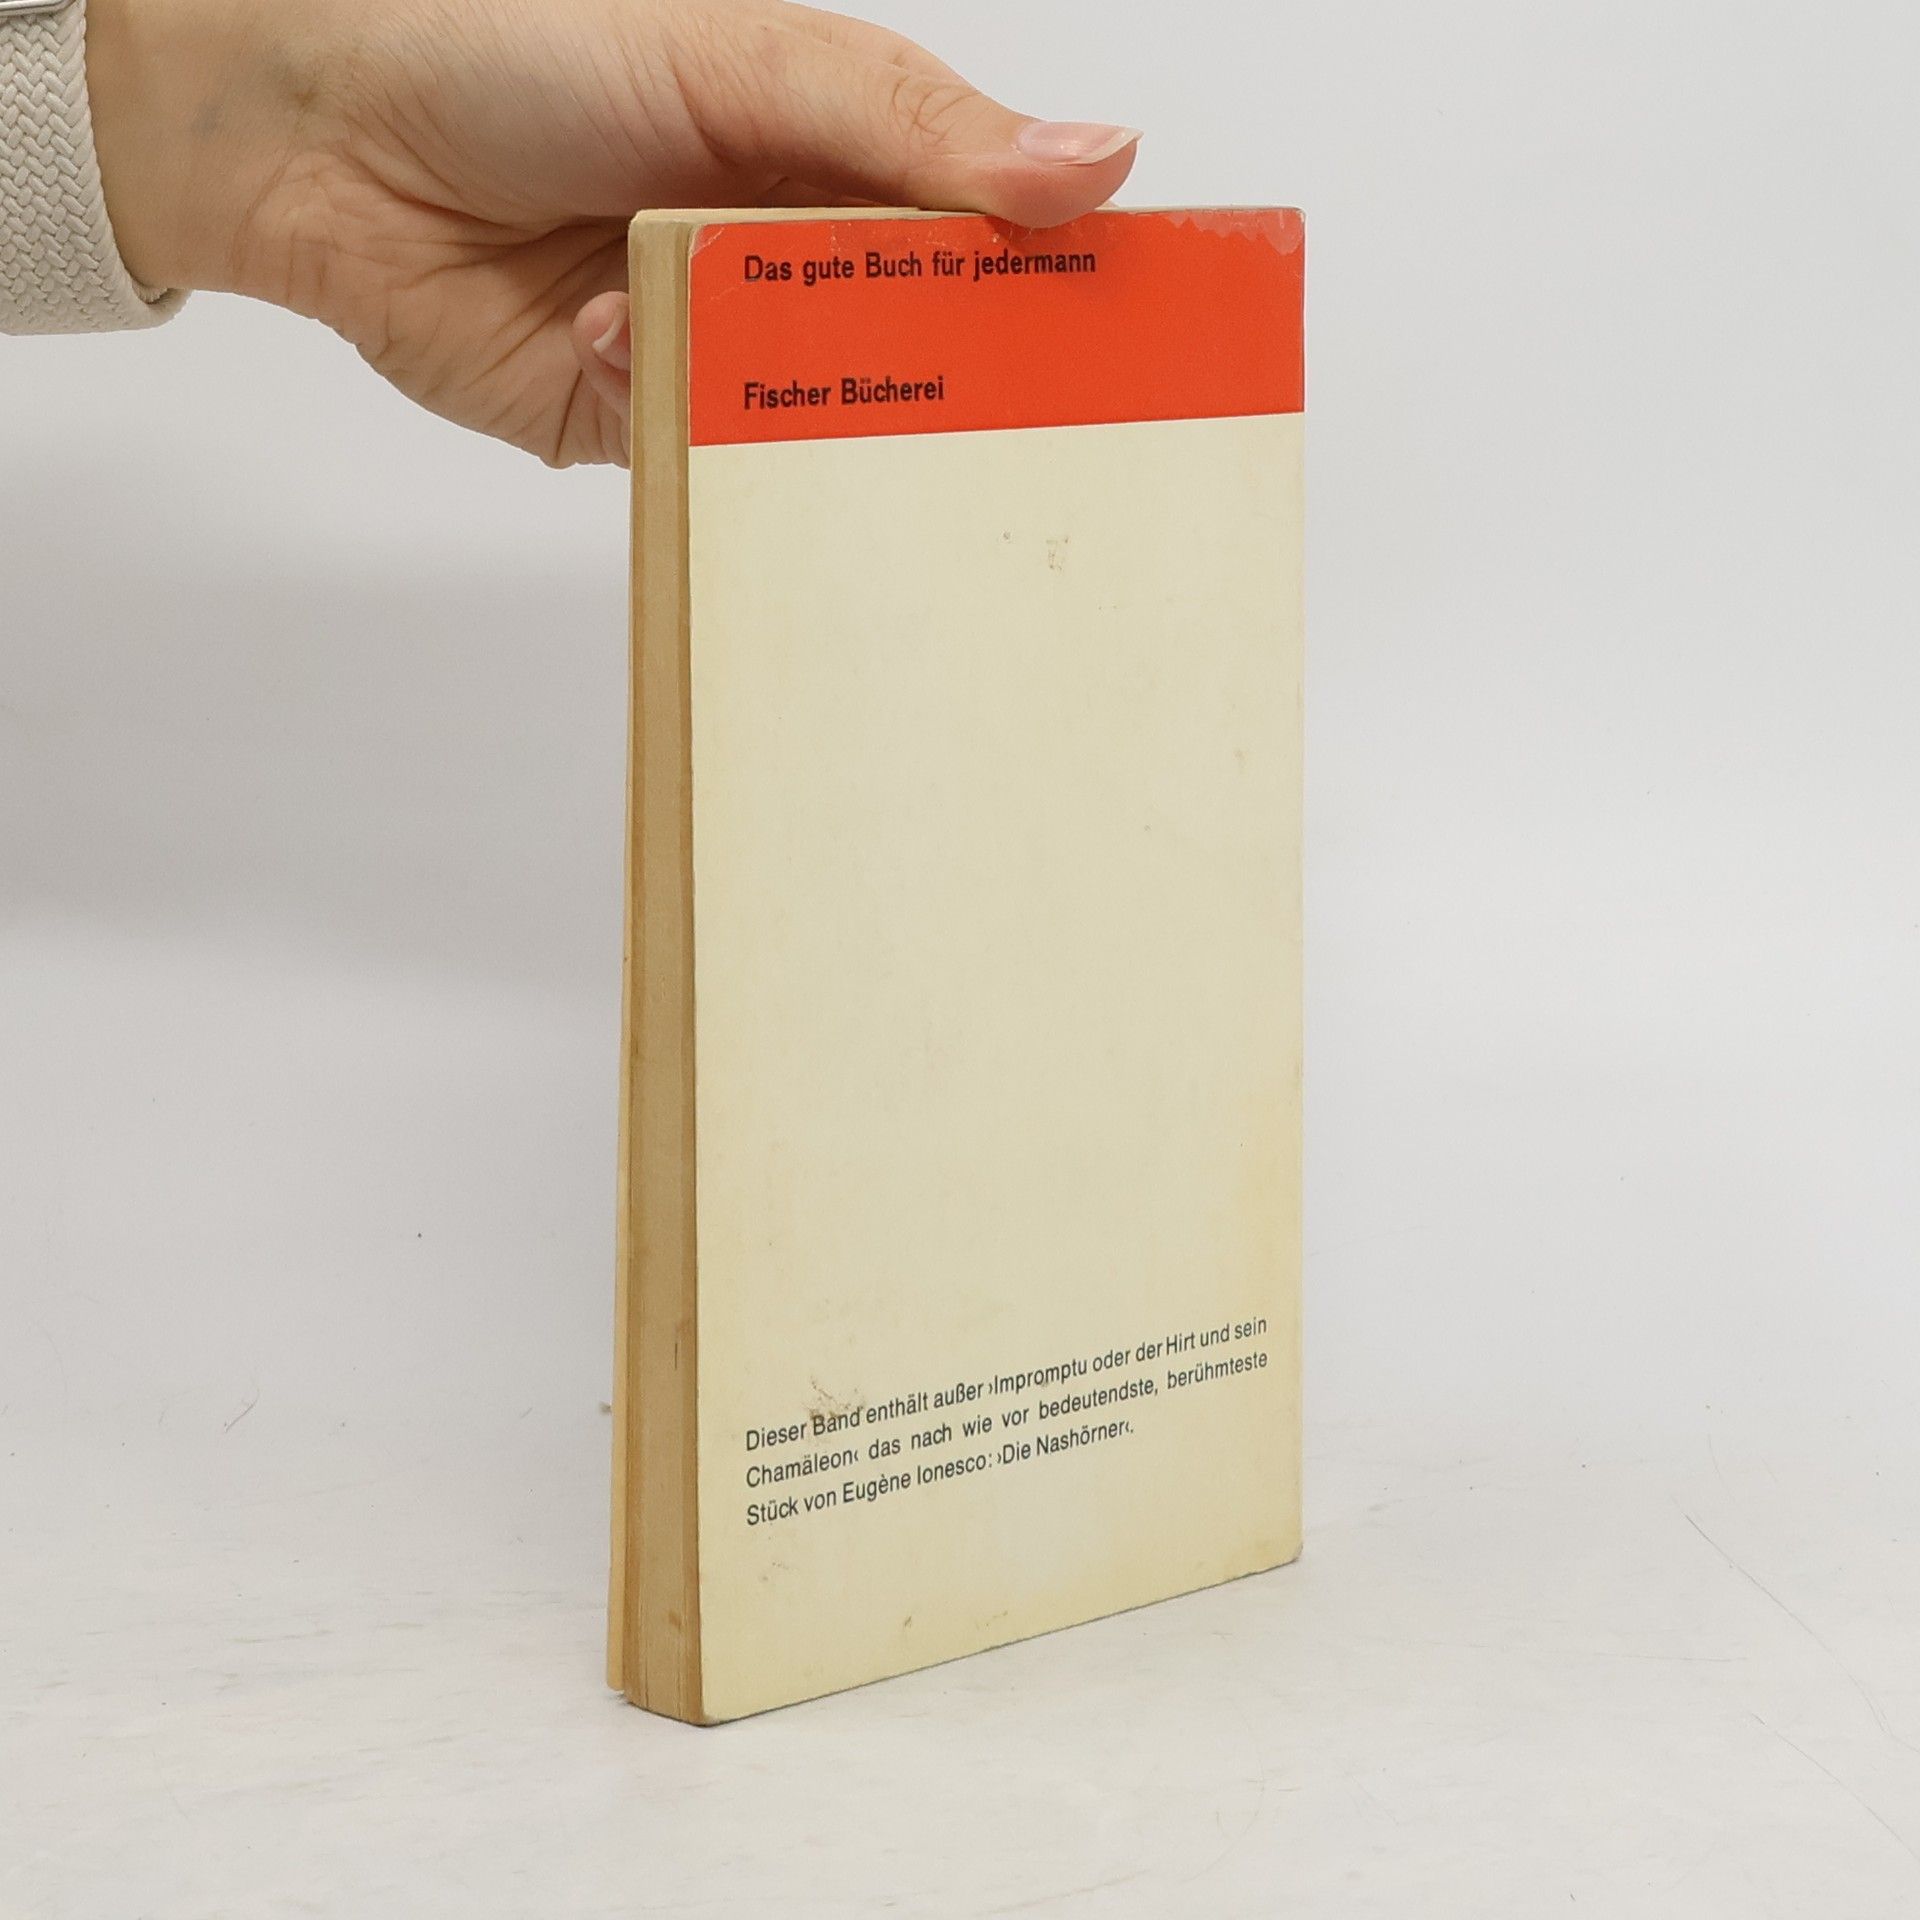 Das gute Buch für jedermann
Fischer Bücherei
Dieser Band enthält außer ›Impromptu oder der Hirt und sein
Chamäleon‹ das nach wie vor bedeutendste, berühmteste
Stück von Eugène Ionesco: ›Die Nashörner‹.